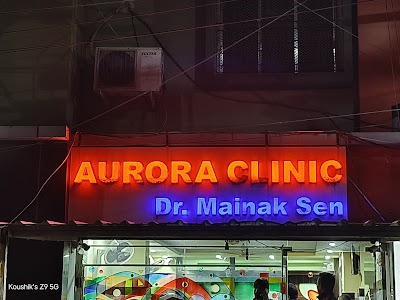 AURORA CLINIC
Dr. Mainak Sen
Koushik's Z9 5G